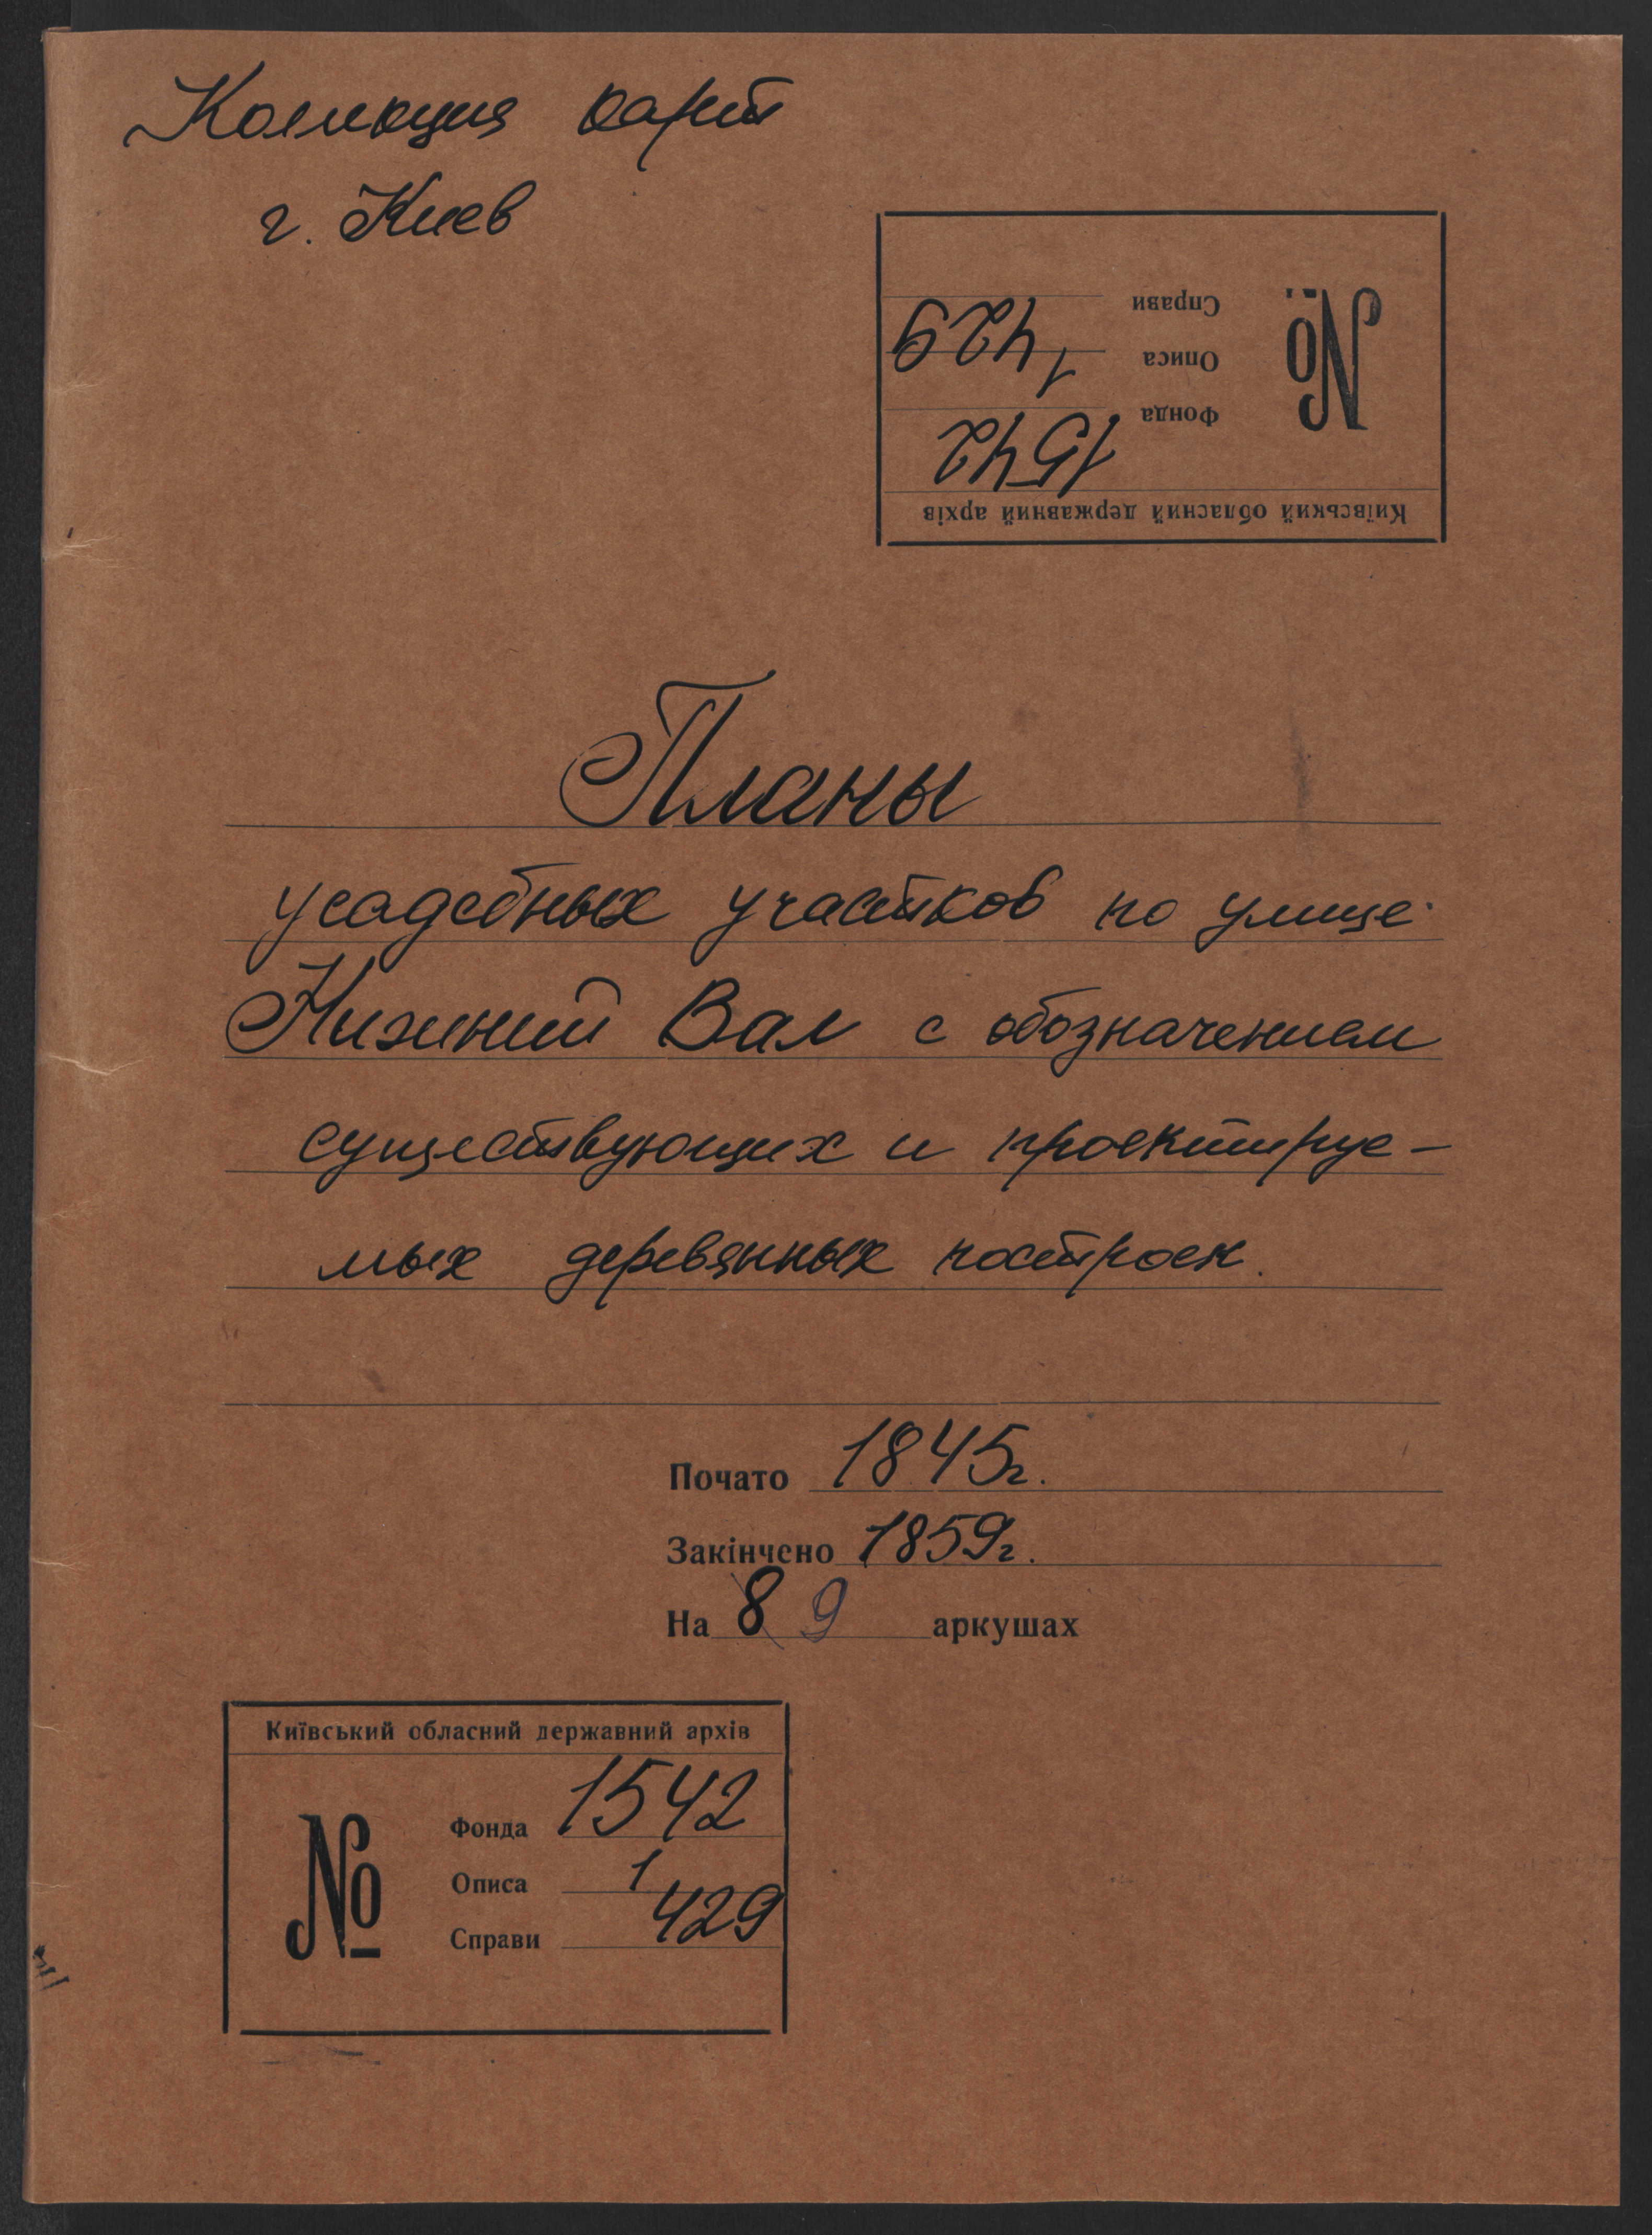 Коллекция карт
г. Киев
Київський обласний державний архів
№
Фонда 1542
Описа 1
Справи 429
Планы
усадебных участков по улице
Нижний Вал с обозначением
существующих и проектируе-
мых деревянных построек.
Почато 1845г.
Закінчено 1859г.
На 8 9 аркушах
Київський обласний державний архів
№
Фонда 1542
Описа 1
Справи 429